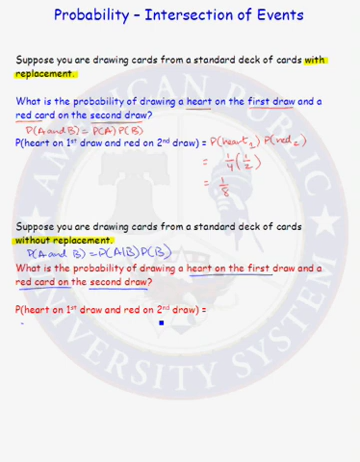 Probability – Intersection of Events
Suppose you are drawing cards from a standard deck of cards with
replacement.
What is the probability of drawing a heart on the first draw and a
red card on the second draw?
P(A and B) = P(A) P(B)
P(heart on 1st draw and red on 2nd draw) = P(heart₁) P(red₂)
= 1/4 (1/2)
= 1/8
Suppose you are drawing cards from a standard deck of cards
without replacement.
P(A and B) = P(A|B)P(B)
What is the probability of drawing a heart on the first draw and a
red card on the second draw?
P(heart on 1st draw and red on 2nd draw) =
AMERICAN PUBLIC
UNIVERSITY SYSTEM